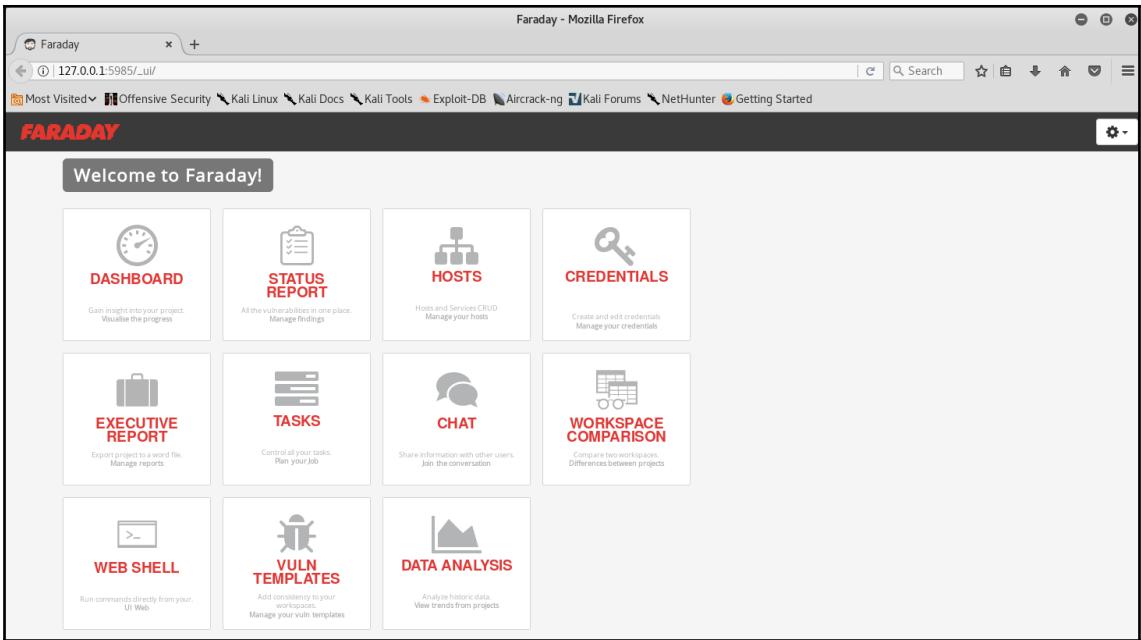 Faraday - Mozilla Firefox
Faraday
127.0.0.1:5985/_ui/
Search
Most Visited Offensive Security Kali Linux Kali Docs Kali Tools Exploit-DB Aircrack-ng Kali Forums NetHunter Getting Started
FARADAY
Welcome to Faraday!
DASHBOARD
Gain insight into your project.
Visualise the progress
STATUS
REPORT
All the vulnerabilities in one place.
Manage findings
HOSTS
Hosts and Services CRUD
Manage your hosts
CREDENTIALS
Create and edit credentials
Manage your credentials
EXECUTIVE
REPORT
Export project to a word file.
Manage reports
TASKS
Control all your tasks.
Plan your Job
CHAT
Share information with other users.
Join the conversation
WORKSPACE
COMPARISON
Compare two workspaces.
Differences between projects
WEB SHELL
Run commands directly from your.
UI Web
VULN
TEMPLATES
Add consistency to your
workspaces.
Manage your vuln templates
DATA ANALYSIS
Analyze historic data.
View trends from projects